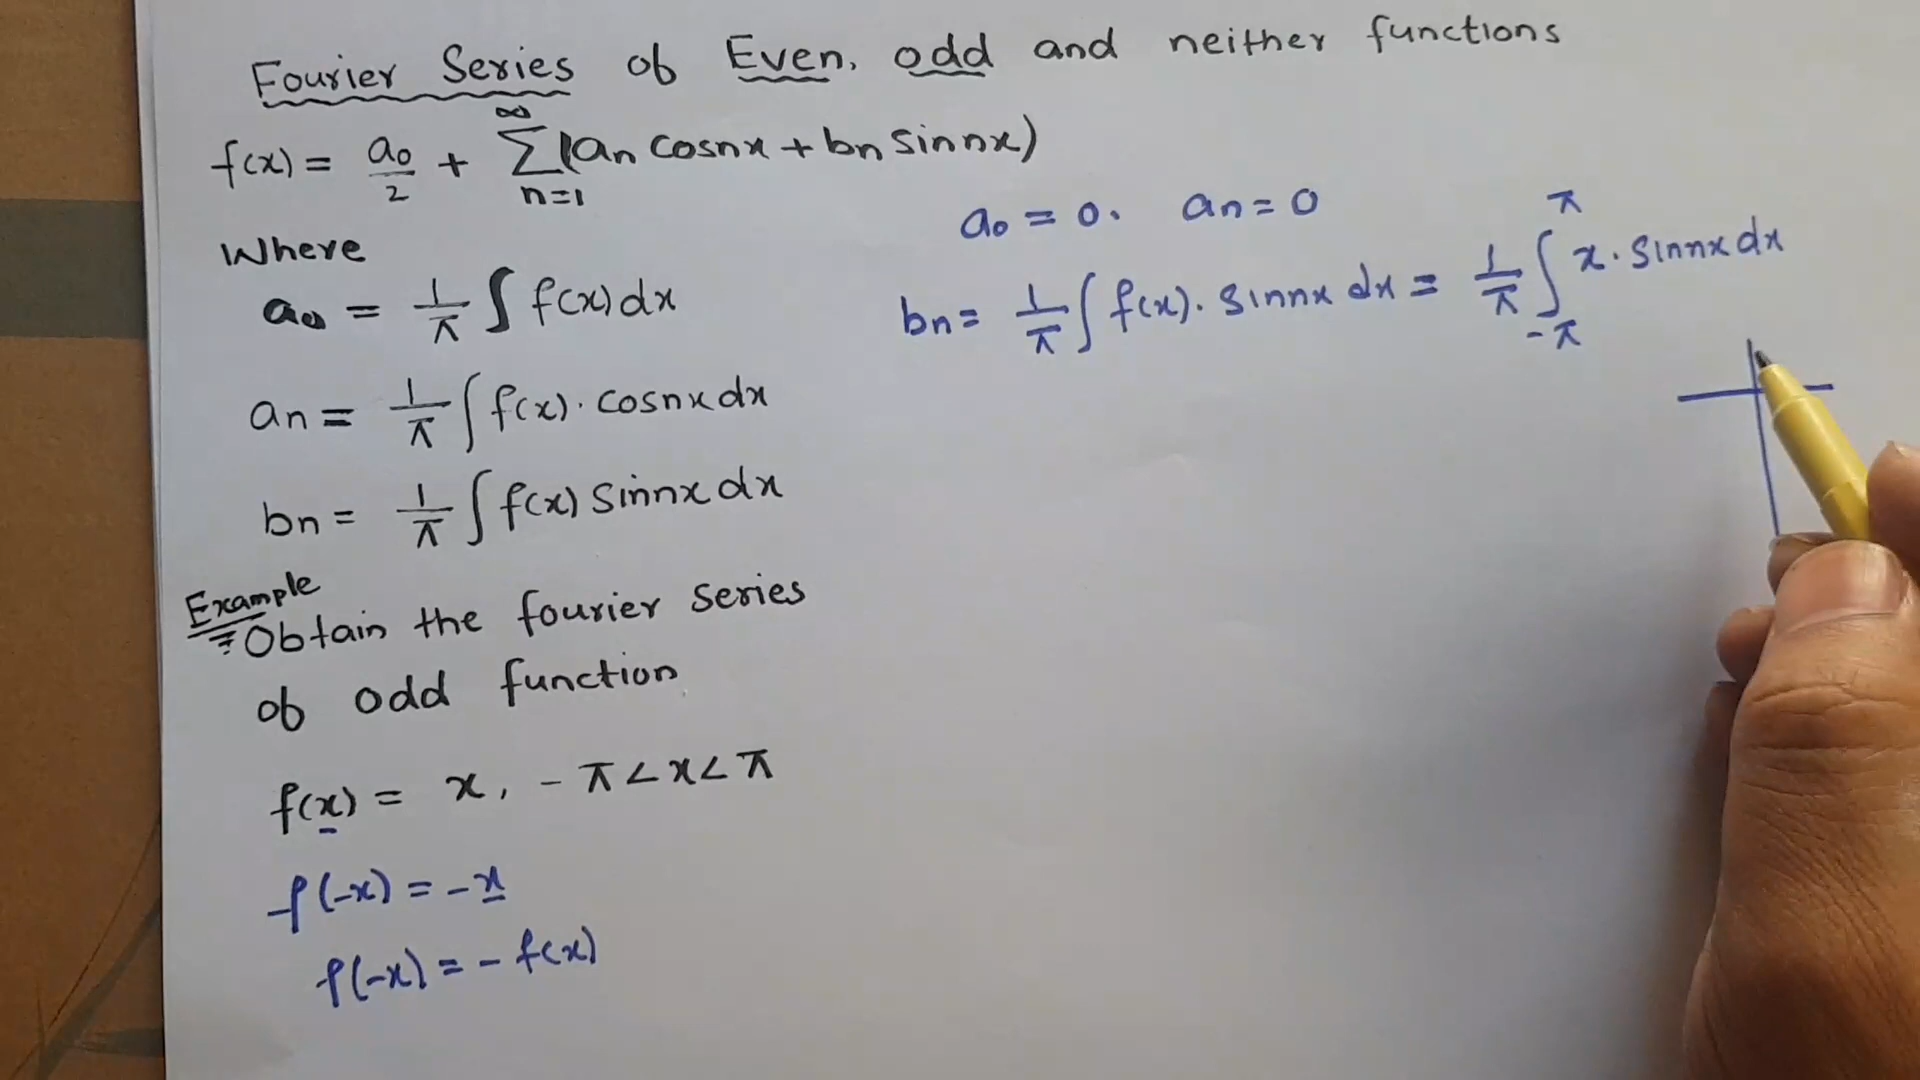 Fourier Series of Even, odd and neither functions
f(x) = a₀/2 + ∞ Σ n=1 (an cosnx + bn sinnx)
Where
a₀ = 1/π ∫ f(x) dx
an = 1/π ∫ f(x) · cosnx dx
bn = 1/π ∫ f(x) sinnx dx
Example
Obtain the fourier series
of odd function
f(x) = x, -π < x < π
f(-x) = -x
f(-x) = - f(x)
a₀ = 0. an = 0
bn = 1/π ∫ f(x) · sinnx dx = 1/π ∫ π -π x · sinnx dx